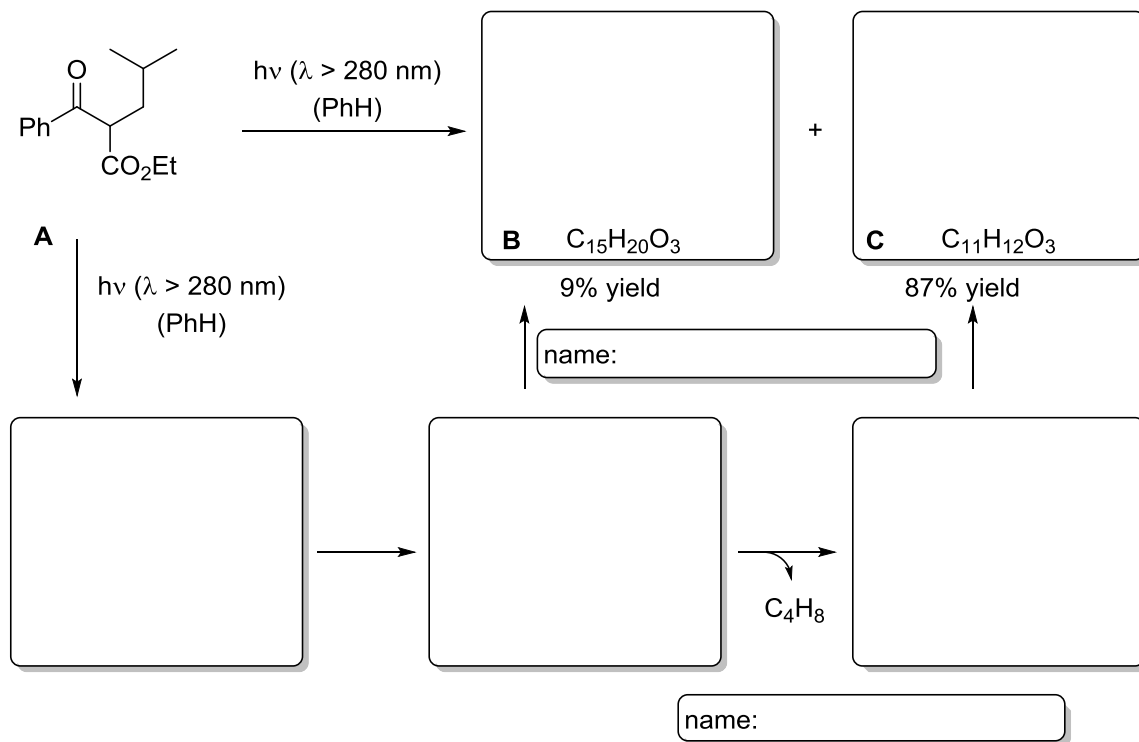 O
Ph
CO₂Et
A
hν (λ > 280 nm)
(PhH)
B C₁₅H₂₀O₃
+
C C₁₁H₁₂O₃
9% yield
87% yield
hν (λ > 280 nm)
(PhH)
name:
C₄H₈
name: